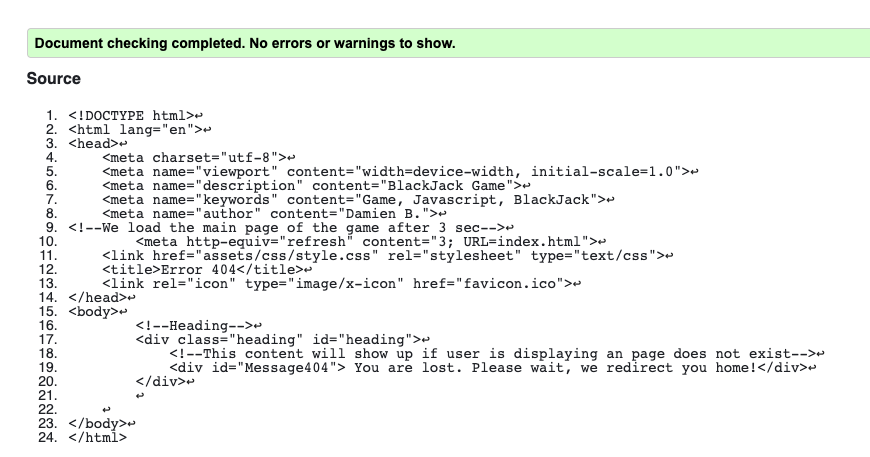 Document checking completed. No errors or warnings to show.
Source
1. <!DOCTYPE html>↩
2. <html lang="en">↩
3. <head>↩
4.     <meta charset="utf-8">↩
5.     <meta name="viewport" content="width=device-width, initial-scale=1.0">↩
6.     <meta name="description" content="BlackJack Game">↩
7.     <meta name="keywords" content="Game, Javascript, BlackJack">↩
8.     <meta name="author" content="Damien B.">↩
9. <!--We load the main page of the game after 3 sec-->↩
10.         <meta http-equiv="refresh" content="3; URL=index.html">↩
11.     <link href="assets/css/style.css" rel="stylesheet" type="text/css">↩
12.     <title>Error 404</title>↩
13.     <link rel="icon" type="image/x-icon" href="favicon.ico">↩
14. </head>↩
15. <body>↩
16.         <!--Heading-->↩
17.         <div class="heading" id="heading">↩
18.             <!--This content will show up if user is displaying an page does not exist-->↩
19.             <div id="Message404"> You are lost. Please wait, we redirect you home!</div>↩
20.         </div>↩
21.         ↩
22.     ↩
23. </body>↩
24. </html>